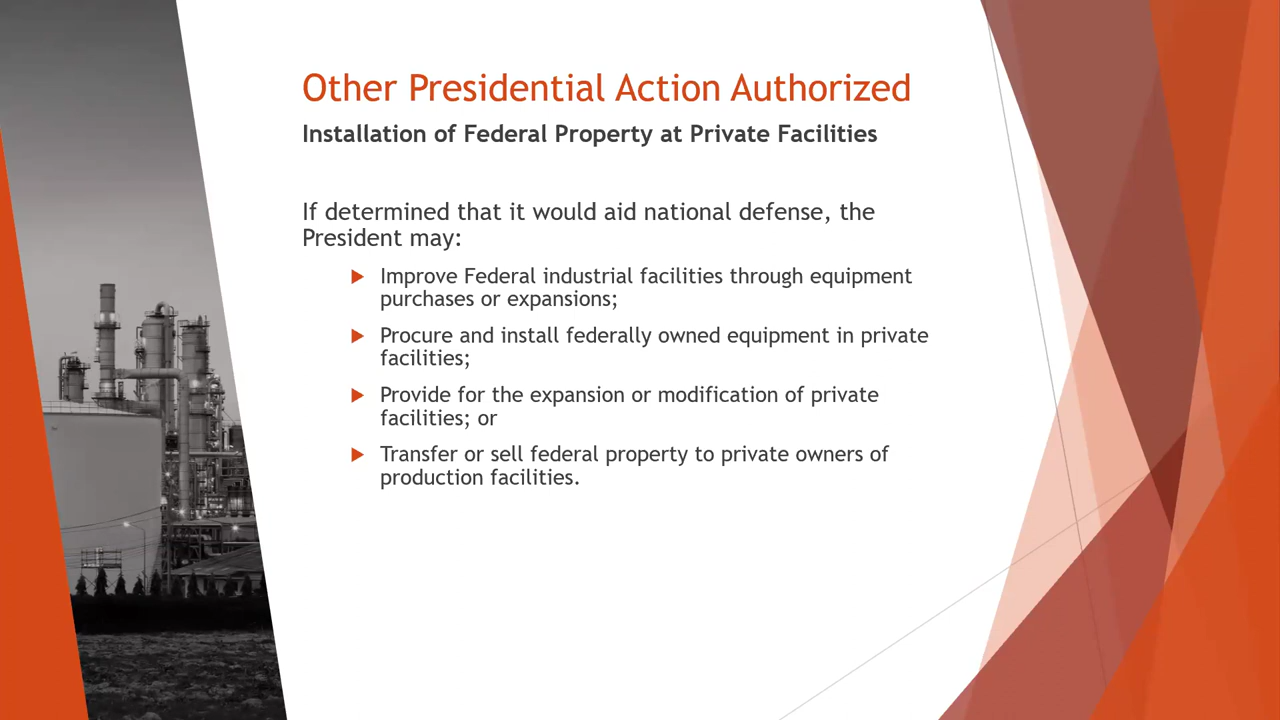 Other Presidential Action Authorized
Installation of Federal Property at Private Facilities
If determined that it would aid national defense, the
President may:
Improve Federal industrial facilities through equipment
purchases or expansions;
Procure and install federally owned equipment in private
facilities;
Provide for the expansion or modification of private
facilities; or
Transfer or sell federal property to private owners of
production facilities.